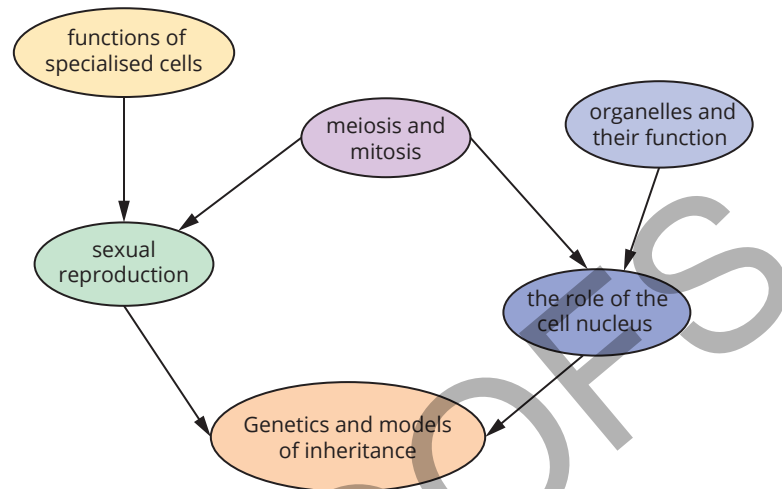 functions of
specialised cells
meiosis and
mitosis
organelles and
their function
sexual
reproduction
the role of the
cell nucleus
Genetics and models
of inheritance
OFS